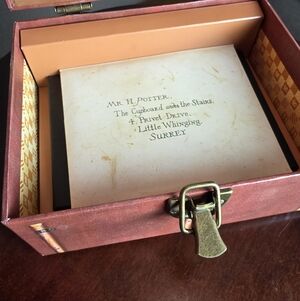 Mr H. Potter,
The Cupboard under the Stairs,
4, Privet Drive,
Little Whinging,
SURREY